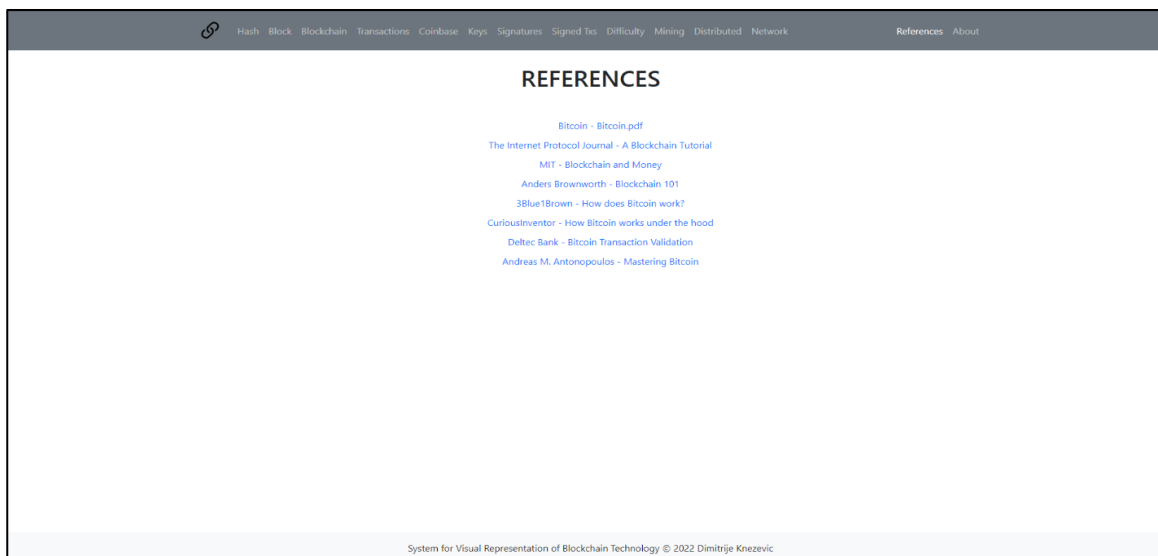 Hash Block Blockchain Transactions Coinbase Keys Signatures Signed Txs Difficulty Mining Distributed Network References About
REFERENCES
Bitcoin - Bitcoin.pdf
The Internet Protocol Journal - A Blockchain Tutorial
MIT - Blockchain and Money
Anders Brownworth - Blockchain 101
3Blue1Brown - How does Bitcoin work?
CuriousInventor - How Bitcoin works under the hood
Deltec Bank - Bitcoin Transaction Validation
Andreas M. Antonopoulos - Mastering Bitcoin
System for Visual Representation of Blockchain Technology © 2022 Dimitrije Knezevic